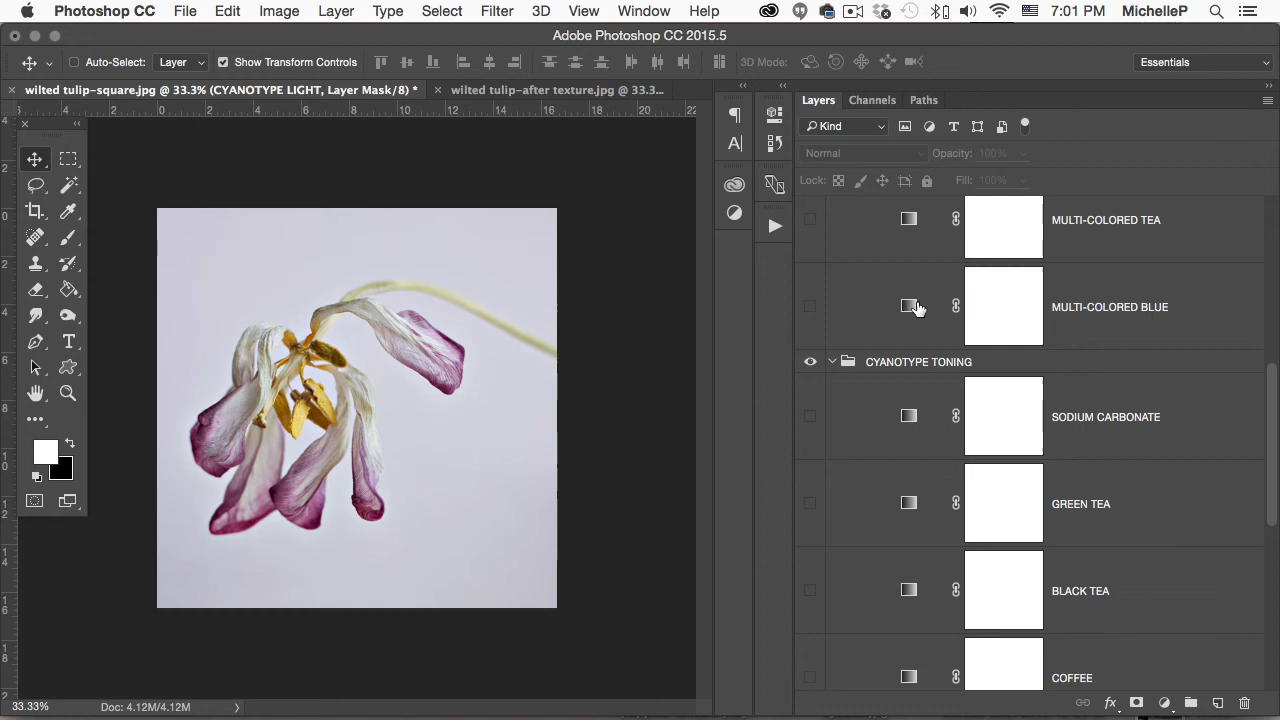 Photoshop CC File Edit Image Layer Type Select Filter 3D View Window Help 7:01 PM MichelleP
Adobe Photoshop CC 2015.5
Auto-Select: Layer Show Transform Controls 3D Mode: Essentials
wilted tulip-square.jpg @ 33.3% (CYANOTYPE LIGHT, Layer Mask/8) * wilted tulip-after texture.jpg @ 33.3...
Layers Channels Paths
Kind
Normal Opacity: 100%
Lock: Fill: 100%
MULTI-COLORED TEA
MULTI-COLORED BLUE
CYANOTYPE TONING
SODIUM CARBONATE
GREEN TEA
BLACK TEA
COFFEE
33.33% Doc: 4.12M/4.12M